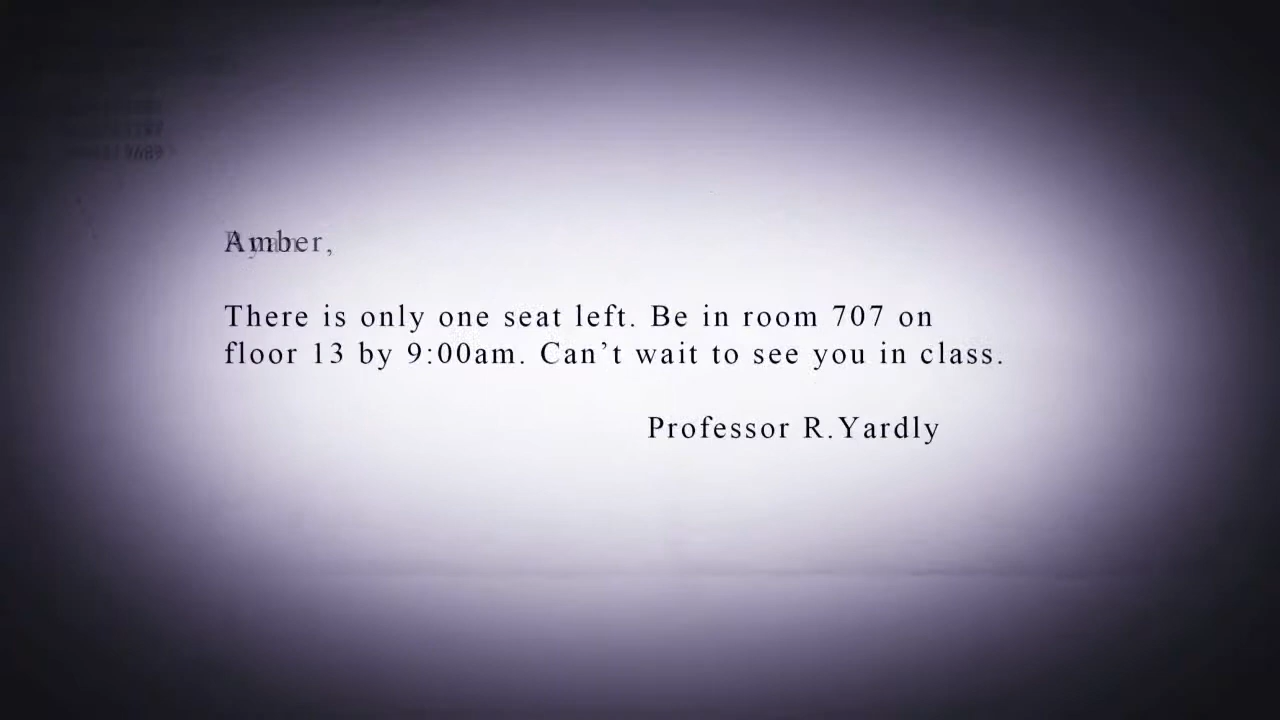 Amber,
There is only one seat left. Be in room 707 on
floor 13 by 9:00am. Can’t wait to see you in class.
Professor R.Yardly